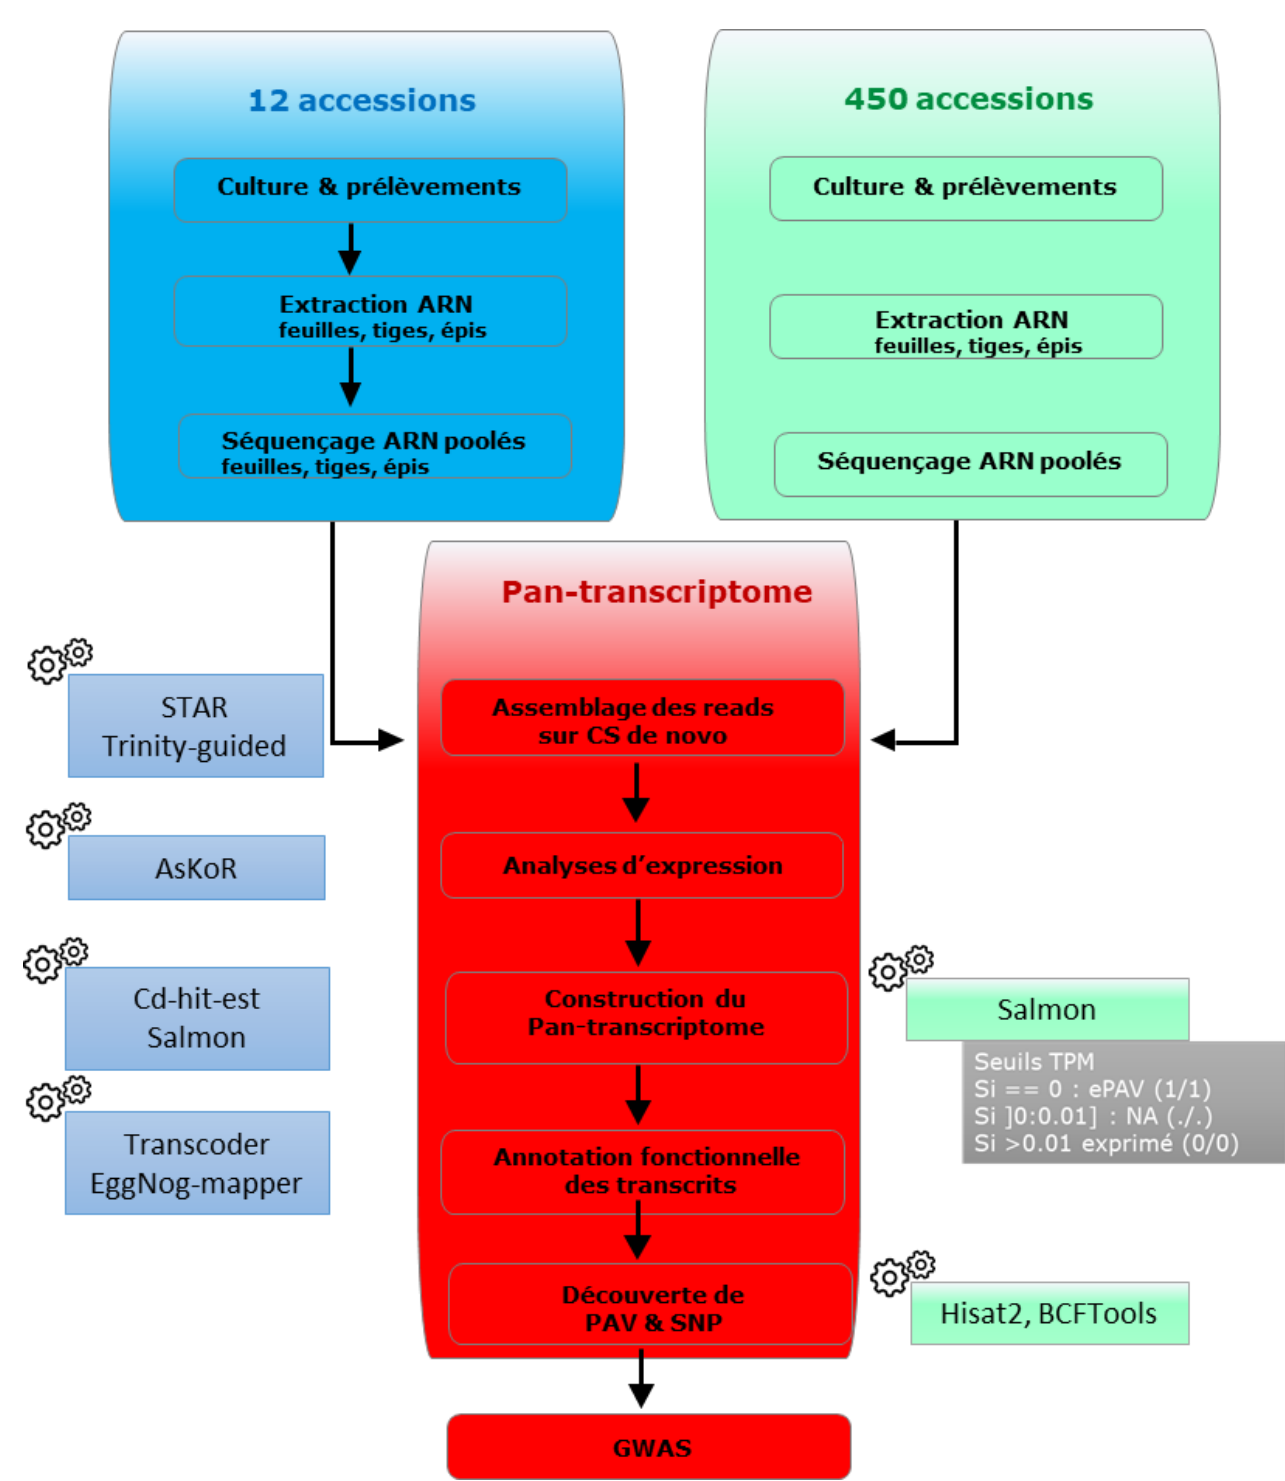 12 accessions
Culture & prélèvements
Extraction ARN
feuilles, tiges, épis
Séquençage ARN poolés
feuilles, tiges, épis
450 accessions
Culture & prélèvements
Extraction ARN
feuilles, tiges, épis
Séquençage ARN poolés
Pan-transcriptome
STAR
Trinity-guided
Assemblage des reads
sur CS de novo
AsKoR
Analyses d’expression
Cd-hit-est
Salmon
Construction du
Pan-transcriptome
Salmon
Seuils TPM
Si == 0 : ePAV (1/1)
Si ]0:0.01] : NA (./.)
Si >0.01 exprimé (0/0)
Transcoder
EggNog-mapper
Annotation fonctionnelle
des transcrits
Découverte de
PAV & SNP
Hisat2, BCFTools
GWAS